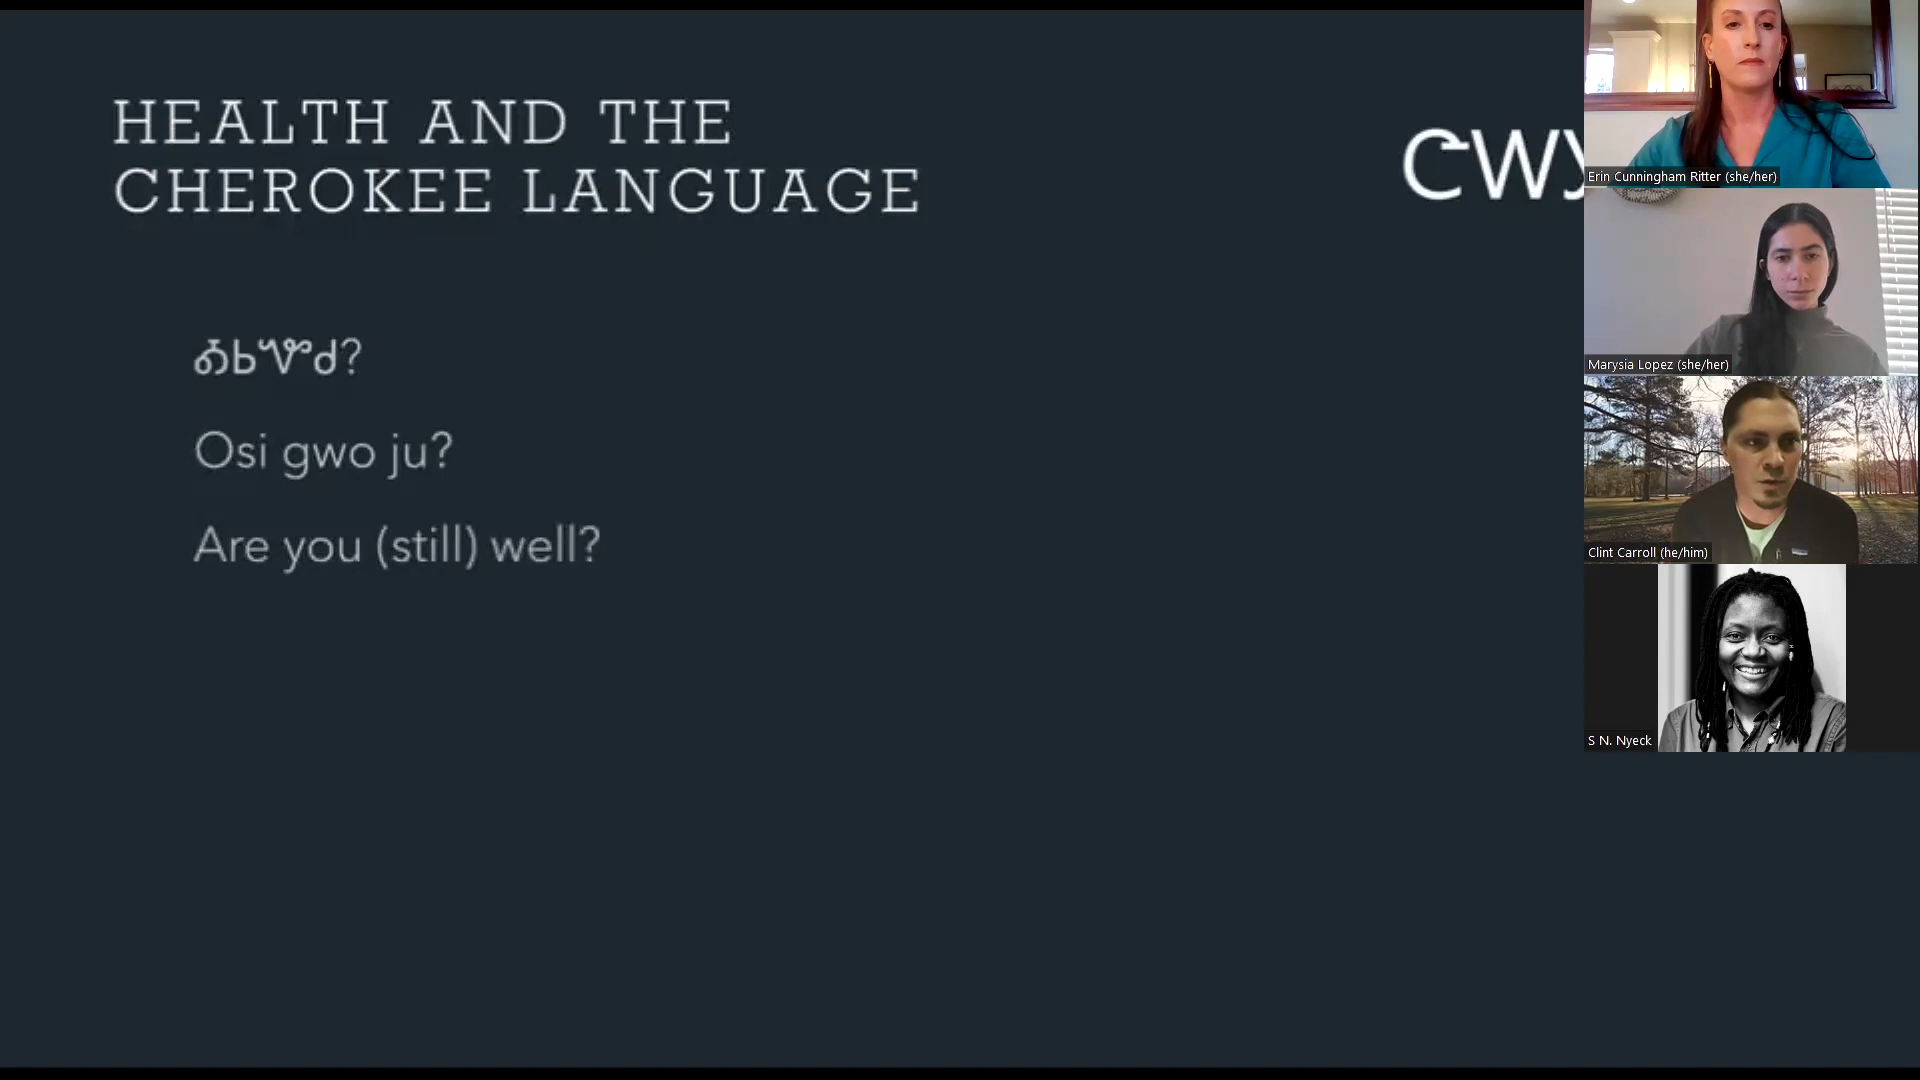 HEALTH AND THE
CHEROKEE LANGUAGE
ᏣᎳᎩ
ᎣᏏᏉᏧ?
Osi gwo ju?
Are you (still) well?
Erin Cunningham Ritter (she/her)
Marysia Lopez (she/her)
Clint Carroll (he/him)
S N. Nyeck